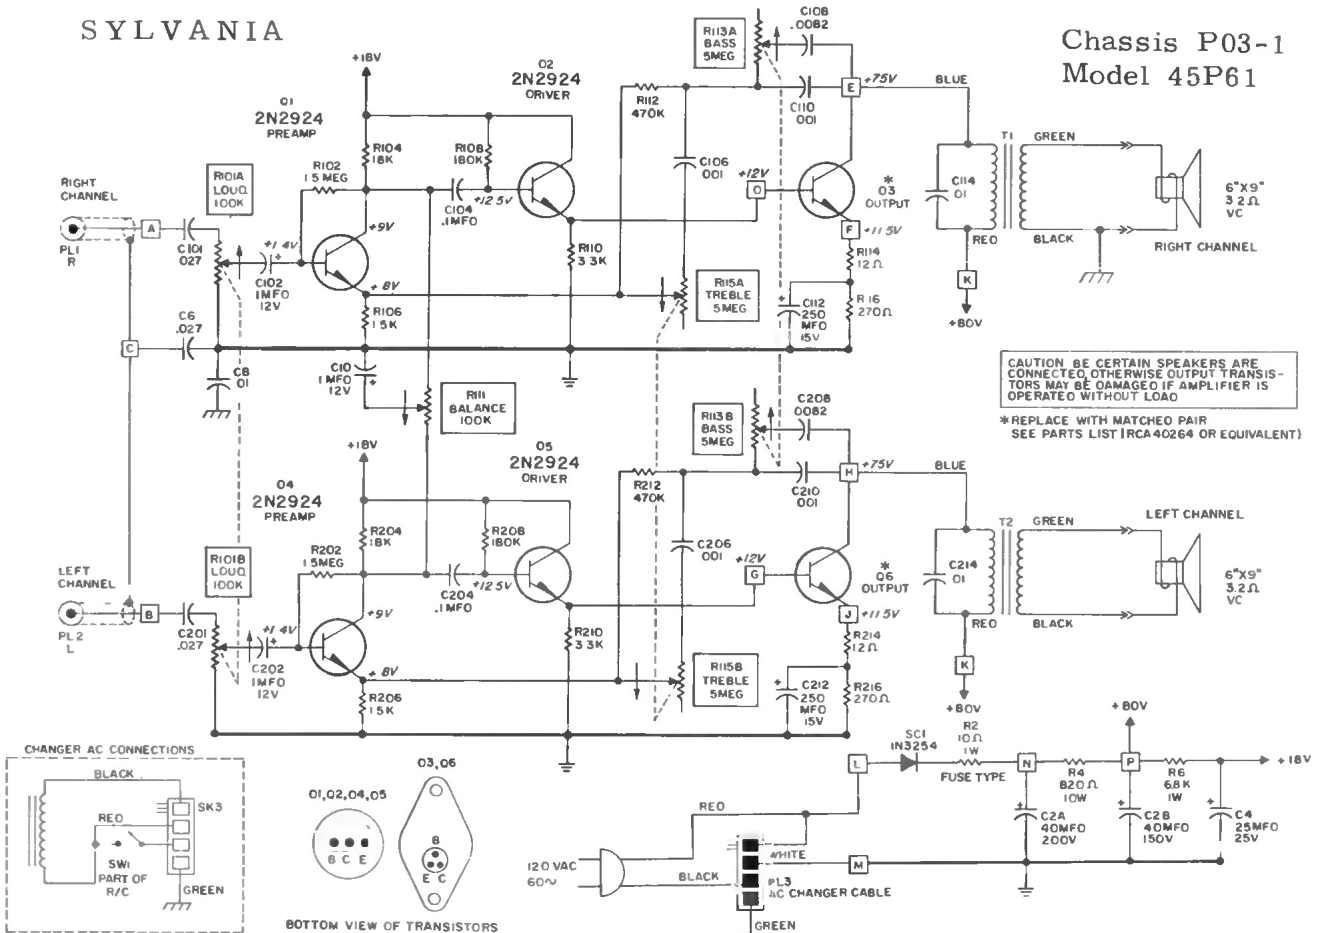 SYLVANIA
Chassis P03-1
Model 45P61
+18V
Q1
2N2924
PREAMP
Q2
2N2924
DRIVER
R113A
BASS
5MEG
C108
.0082
E
+75V
BLUE
R112
470K
C110
001
R104
18K
R108
180K
R102
1 5 MEG
C104
.1MFD
+12 5V
C106
001
+12V
D
*
Q3
OUTPUT
C114
01
T1
GREEN
6"X9"
3.2Ω
VC
RED
BLACK
RIGHT CHANNEL
K
+80V
RIGHT
CHANNEL
PL1
R
A
C101
027
R101A
LOUD
100K
+1 4V
C102
1MFD
12V
+9V
+ 8V
R106
1 5K
R110
3 3K
R115A
TREBLE
5MEG
F
+11.5V
R114
12Ω
C112
250
MFD
15V
R 16
270Ω
C
C6
.027
C8
01
C10
1 MFD
12V
R111
BALANCE
100K
CAUTION BE CERTAIN SPEAKERS ARE
CONNECTED, OTHERWISE OUTPUT TRANSIS-
TORS MAY BE DAMAGED IF AMPLIFIER IS
OPERATED WITHOUT LOAD
*REPLACE WITH MATCHED PAIR
SEE PARTS LIST (RCA 40264 OR EQUIVALENT)
+18V
Q4
2N2924
PREAMP
Q5
2N2924
DRIVER
R113B
BASS
5MEG
C208
0082
H
+75V
BLUE
R212
470K
C210
001
R204
18K
R208
180K
R202
1 5MEG
C204
.1MFD
+12 5V
C206
.001
+12V
G
*
Q6
OUTPUT
C214
01
T2
GREEN
LEFT CHANNEL
6"X9"
3.2Ω
VC
RED
BLACK
K
+80V
LEFT
CHANNEL
PL2
L
B
C201
.027
R101B
LOUD
100K
+1 4V
C202
1MFD
12V
+9V
+ 8V
R206
1 5K
R210
3 3K
R115B
TREBLE
5MEG
J
+11.5V
R214
12Ω
C212
250
MFD
15V
R216
270Ω
CHANGER AC CONNECTIONS
BLACK
SK3
RED
SW1
PART OF
R/C
GREEN
Q1,Q2,Q4,Q5
B C E
Q3,Q6
B
E C
BOTTOM VIEW OF TRANSISTORS
120 VAC
60~
RED
BLACK
WHITE
PL3
AC CHANGER CABLE
GREEN
L
M
SC1
1N3254
R2
10Ω
1W
FUSE TYPE
N
R4
820Ω
10W
+80V
P
R6
6.8K
1W
+18V
C2A
40MFD
200V
C2B
40MFD
150V
C4
25MFD
25V